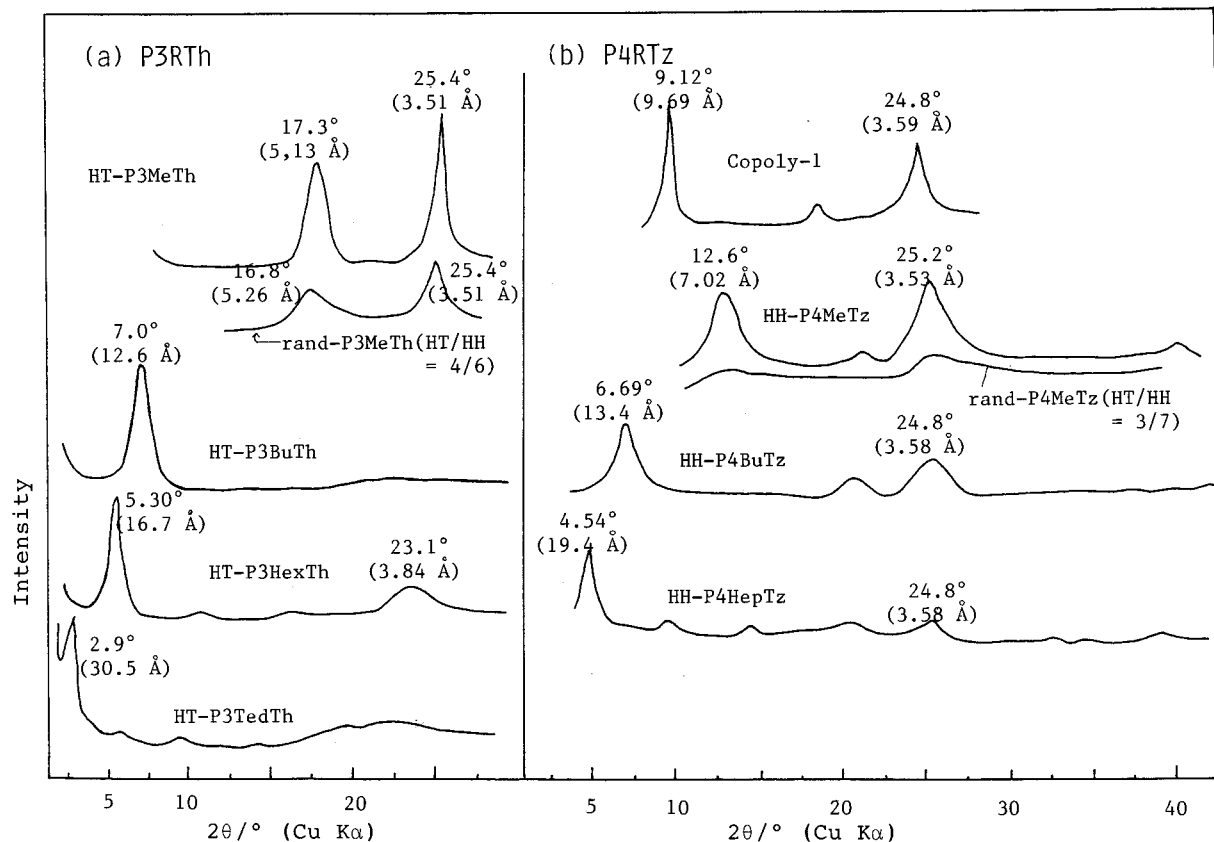 (a) P3RTh
25.4°
(3.51 Å)
17.3°
(5,13 Å)
HT-P3MeTh
16.8°
(5.26 Å)
25.4°
(3.51 Å)
rand-P3MeTh(HT/HH
= 4/6)
7.0°
(12.6 Å)
HT-P3BuTh
5.30°
(16.7 Å)
23.1°
(3.84 Å)
HT-P3HexTh
2.9°
(30.5 Å)
HT-P3TedTh
Intensity
5 10 20
2θ/° (Cu Kα)
(b) P4RTz
9.12°
(9.69 Å)
24.8°
(3.59 Å)
Copoly-1
12.6°
(7.02 Å)
25.2°
(3.53 Å)
HH-P4MeTz
rand-P4MeTz(HT/HH
= 3/7)
6.69°
(13.4 Å)
24.8°
(3.58 Å)
HH-P4BuTz
4.54°
(19.4 Å)
24.8°
(3.58 Å)
HH-P4HepTz
5 10 20 30 40
2θ/° (Cu Kα)